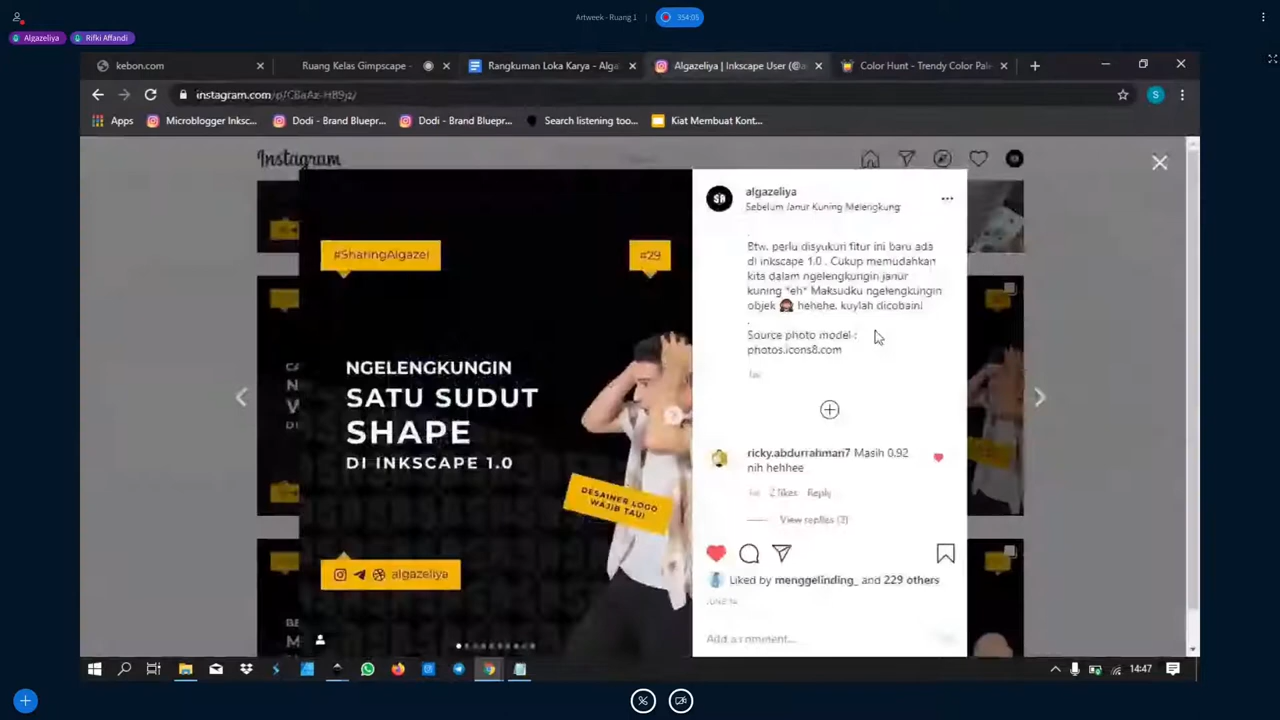 Artweek - Ruang 1
354:05
Algazeliya
Rifki Affandi
kebon.com
Ruang Kelas Gimpscape -
Rangkuman Loka Karya - Alga
Algazeliya | Inkscape User (@a
Color Hunt - Trendy Color Pale
instagram.com
S
Apps
Microblogger Inksc...
Dodi - Brand Bluepr...
Dodi - Brand Bluepr...
Search listening too...
Kiat Membuat Kont...
Instagram
#SharingAlgazel
#29
NGELENGKUNGIN
SATU SUDUT
SHAPE
DI INKSCAPE 1.0
DESAINER LOGO
WAJIB TAU!
algazeliya
algazeliya
Sebelum Janur Kuning Melengkung
.
Btw, perlu disyukuri fitur ini baru ada
di inkscape 1.0 . Cukup memudahkan
kita dalam ngelengkungin janur
kuning *eh* Maksudku ngelengkungin
objek 🤦 hehehe, kuylah dicobain!
.
Source photo model :
photos.icons8.com
ricky.abdurrahman7 Masih 0.92
nih hehhee
2 likes Reply
View replies (2)
Liked by menggelinding_ and 229 others
JUNE 14
Add a comment...
14:47